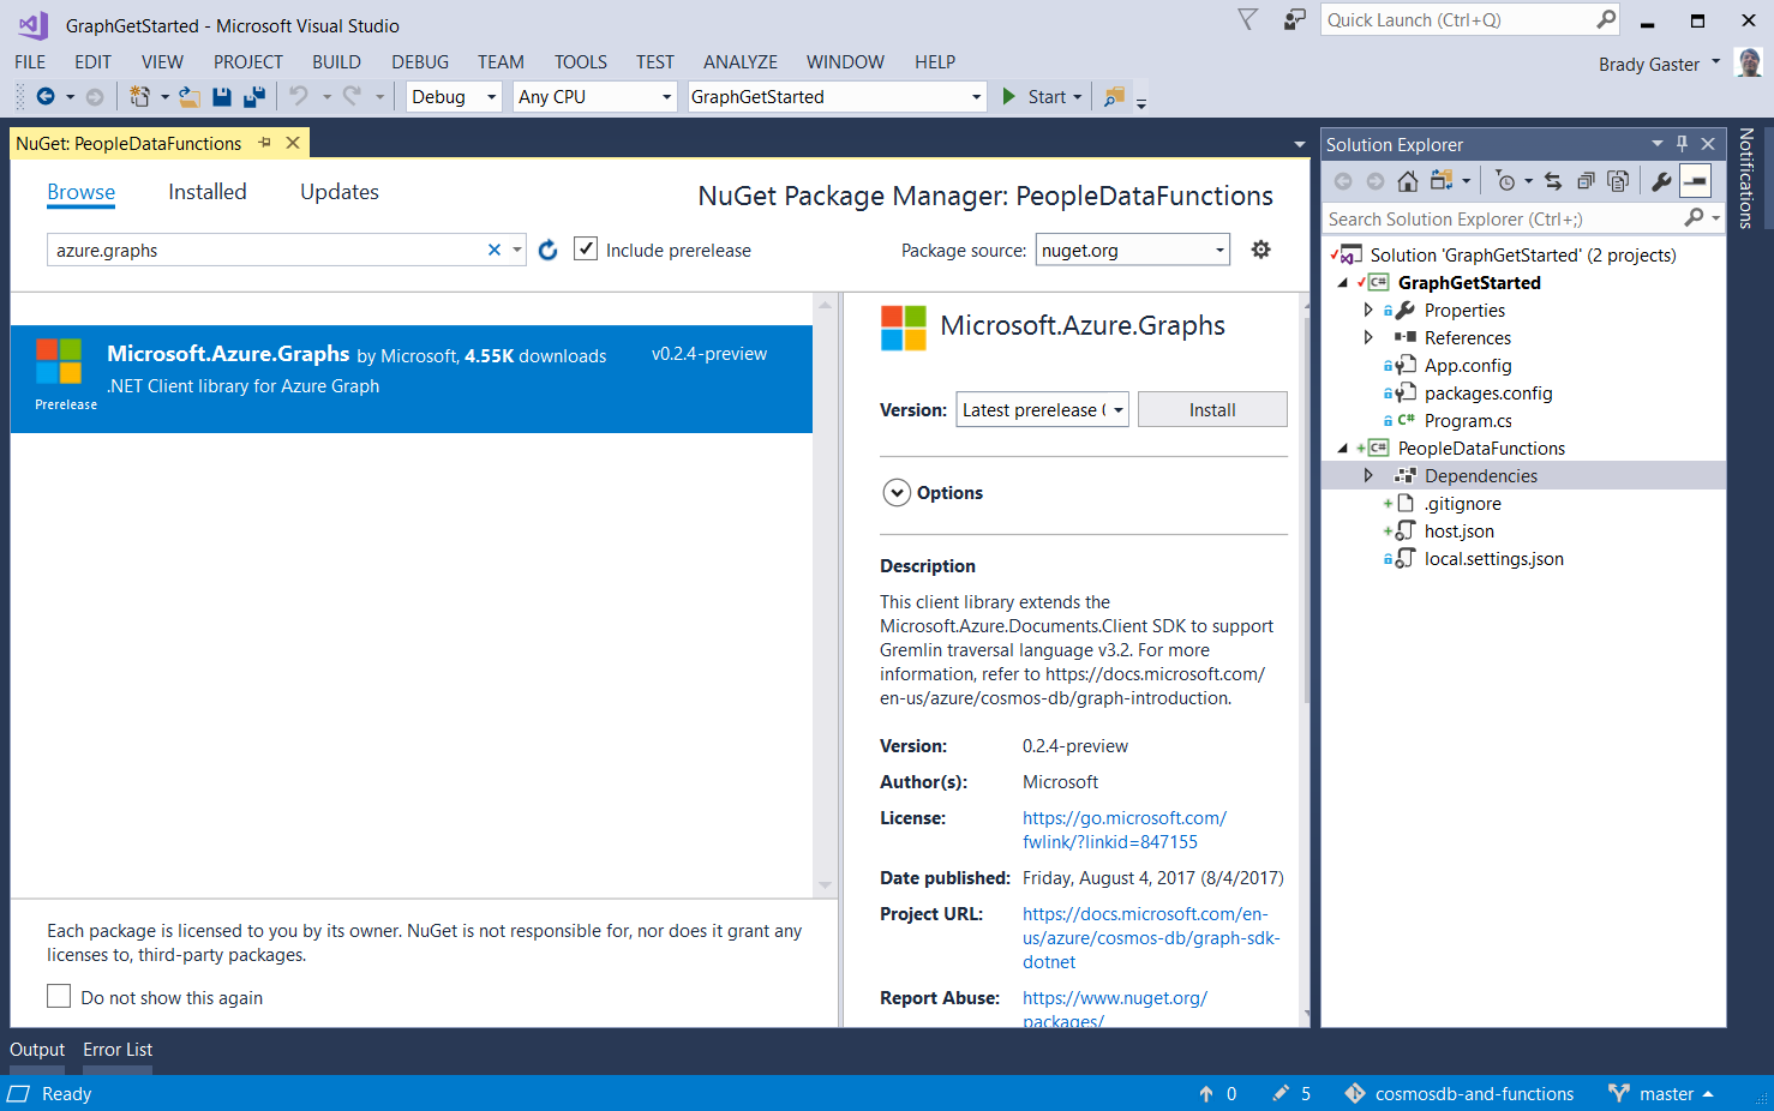 GraphGetStarted - Microsoft Visual Studio
Quick Launch (Ctrl+Q)
FILE EDIT VIEW PROJECT BUILD DEBUG TEAM TOOLS TEST ANALYZE WINDOW HELP
Brady Gaster
Debug Any CPU GraphGetStarted Start
NuGet: PeopleDataFunctions
Browse Installed Updates
NuGet Package Manager: PeopleDataFunctions
azure.graphs
Include prerelease
Package source: nuget.org
Microsoft.Azure.Graphs by Microsoft, 4.55K downloads v0.2.4-preview
.NET Client library for Azure Graph
Prerelease
Each package is licensed to you by its owner. NuGet is not responsible for, nor does it grant any
licenses to, third-party packages.
Do not show this again
Microsoft.Azure.Graphs
Version: Latest prerelease ( Install
Options
Description
This client library extends the
Microsoft.Azure.Documents.Client SDK to support
Gremlin traversal language v3.2. For more
information, refer to https://docs.microsoft.com/
en-us/azure/cosmos-db/graph-introduction.
Version: 0.2.4-preview
Author(s): Microsoft
License: https://go.microsoft.com/
fwlink/?linkid=847155
Date published: Friday, August 4, 2017 (8/4/2017)
Project URL: https://docs.microsoft.com/en-
us/azure/cosmos-db/graph-sdk-
dotnet
Report Abuse: https://www.nuget.org/
packages/
Solution Explorer
Search Solution Explorer (Ctrl+;)
Solution 'GraphGetStarted' (2 projects)
C# GraphGetStarted
Properties
References
App.config
packages.config
C# Program.cs
C# PeopleDataFunctions
Dependencies
.gitignore
host.json
local.settings.json
Notifications
Output Error List
Ready
0 5 cosmosdb-and-functions master